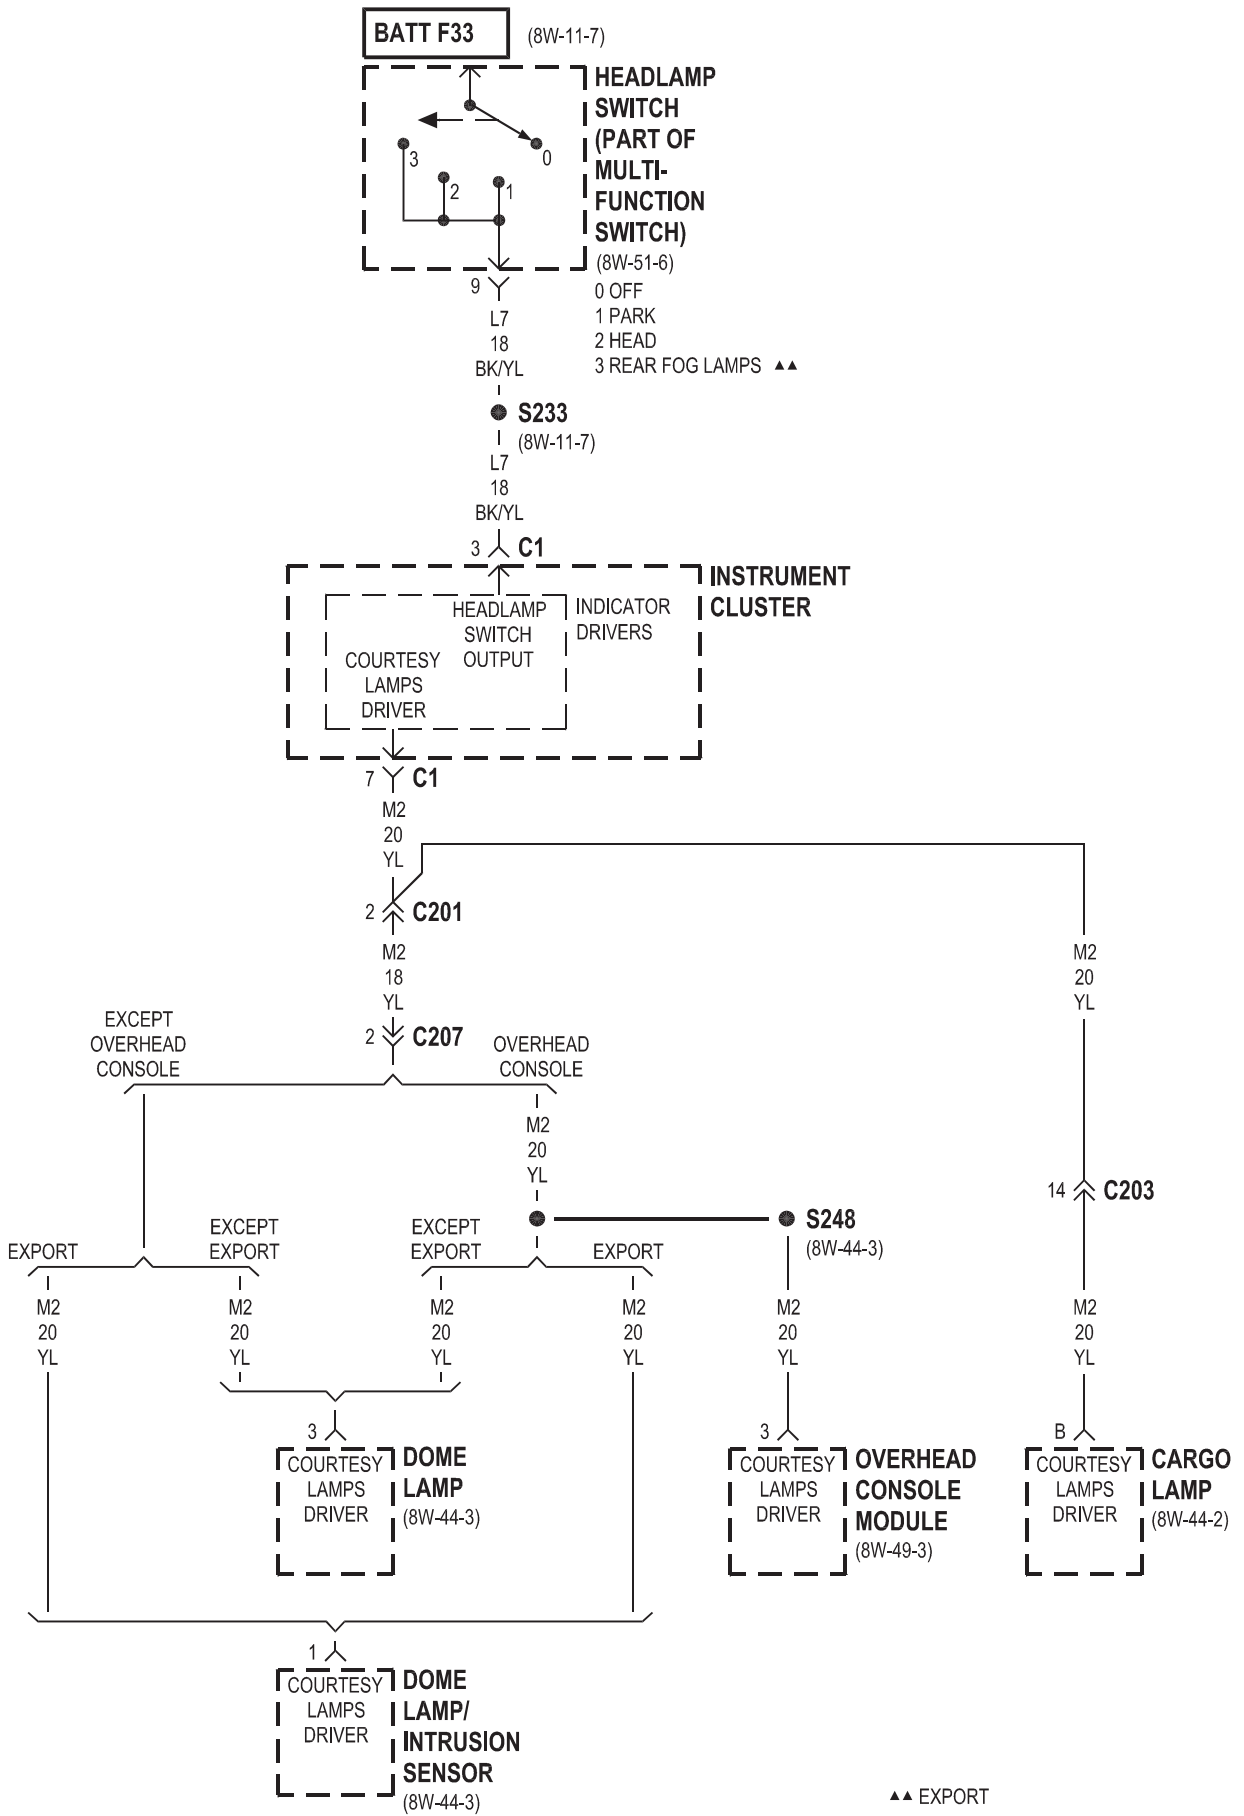 BATT F33
(8W-11-7)
HEADLAMP
SWITCH
(PART OF
MULTI-
FUNCTION
SWITCH)
(8W-51-6)
3
0
2
1
0 OFF
1 PARK
2 HEAD
3 REAR FOG LAMPS ▲▲
9
L7
18
BK/YL
S233
(8W-11-7)
L7
18
BK/YL
3
C1
INSTRUMENT
CLUSTER
HEADLAMP
SWITCH
OUTPUT
INDICATOR
DRIVERS
COURTESY
LAMPS
DRIVER
7
C1
M2
20
YL
2
C201
M2
18
YL
2
C207
M2
20
YL
EXCEPT
OVERHEAD
CONSOLE
OVERHEAD
CONSOLE
M2
20
YL
14
C203
S248
(8W-44-3)
EXPORT
EXCEPT
EXPORT
EXCEPT
EXPORT
EXPORT
M2
20
YL
M2
20
YL
M2
20
YL
M2
20
YL
M2
20
YL
M2
20
YL
3
COURTESY
LAMPS
DRIVER
DOME
LAMP
(8W-44-3)
3
COURTESY
LAMPS
DRIVER
OVERHEAD
CONSOLE
MODULE
(8W-49-3)
B
COURTESY
LAMPS
DRIVER
CARGO
LAMP
(8W-44-2)
1
COURTESY
LAMPS
DRIVER
DOME
LAMP/
INTRUSION
SENSOR
(8W-44-3)
▲▲ EXPORT